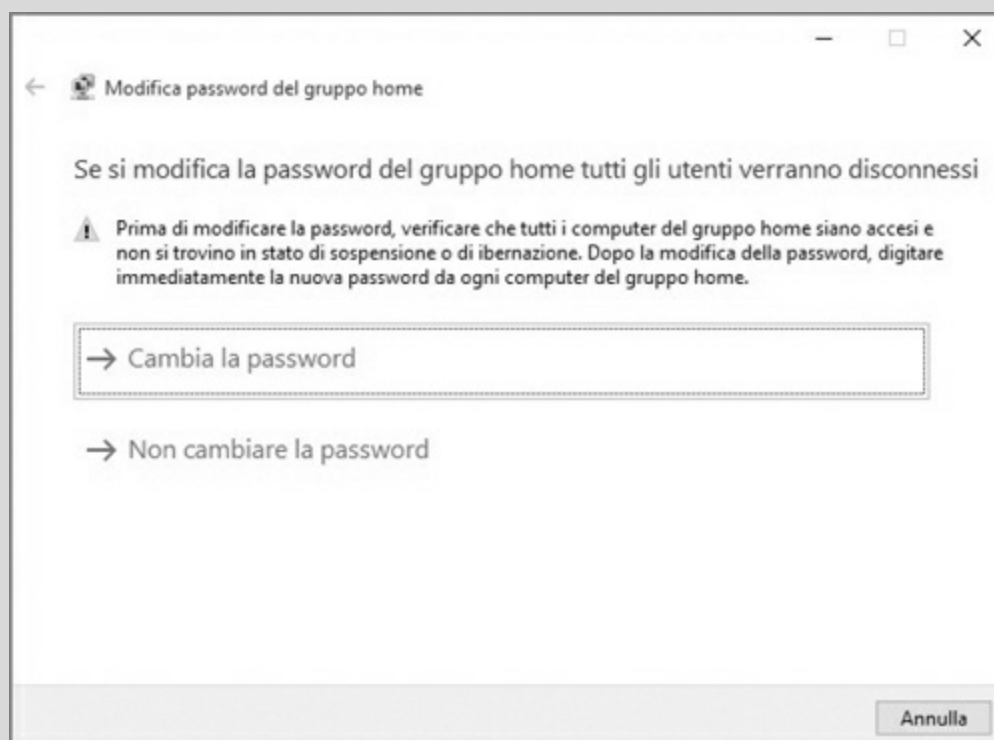 Modifica password del gruppo home
Se si modifica la password del gruppo home tutti gli utenti verranno disconnessi
Prima di modificare la password, verificare che tutti i computer del gruppo home siano accesi e
non si trovino in stato di sospensione o di ibernazione. Dopo la modifica della password, digitare
immediatamente la nuova password da ogni computer del gruppo home.
Cambia la password
Non cambiare la password
Annulla